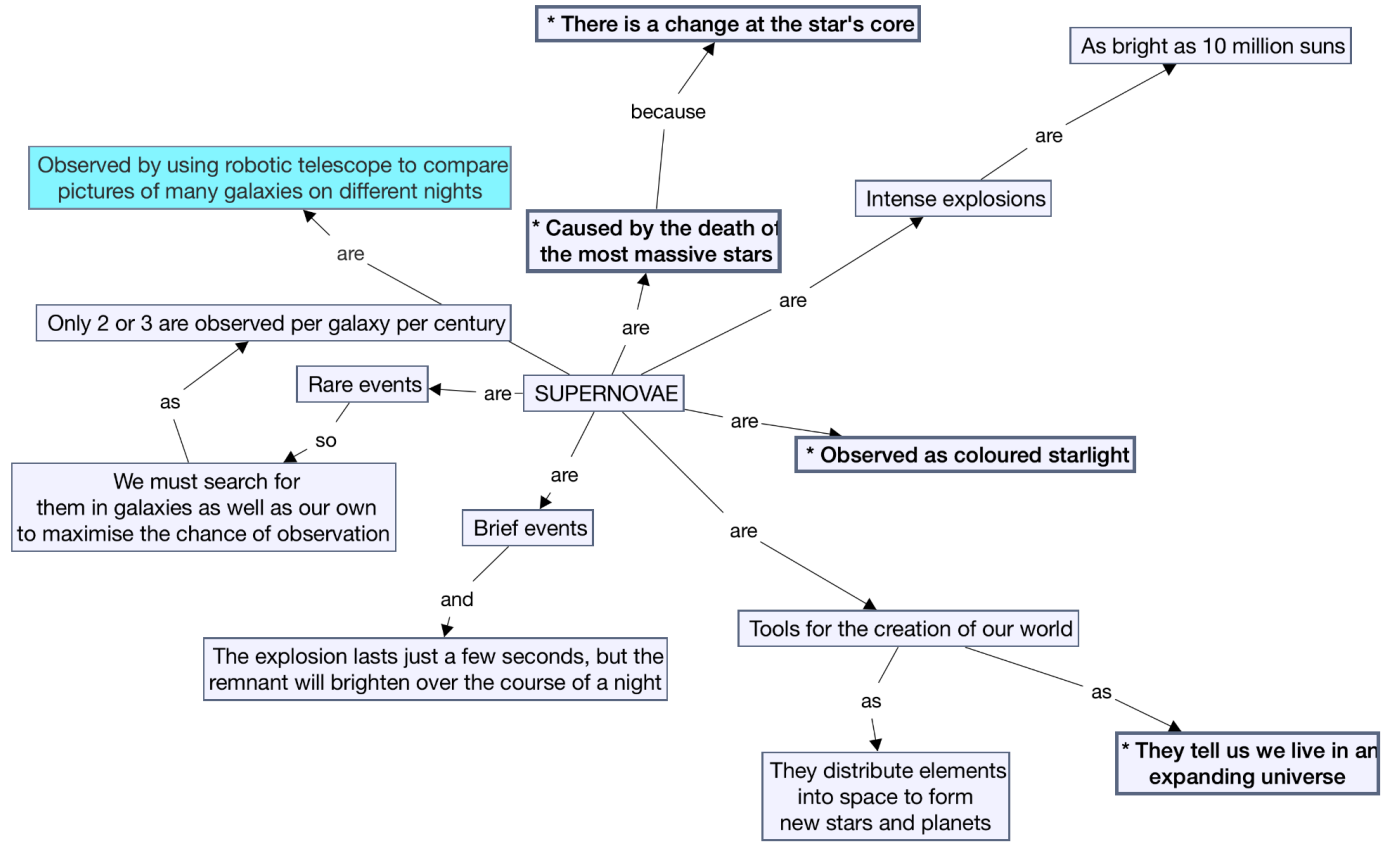 * There is a change at the star's core
As bright as 10 million suns
because
are
Observed by using robotic telescope to compare
pictures of many galaxies on different nights
Intense explosions
* Caused by the death of
the most massive stars
are
are
are
Only 2 or 3 are observed per galaxy per century
Rare events
are
SUPERNOVAE
as
are
so
* Observed as coloured starlight
We must search for
them in galaxies as well as our own
to maximise the chance of observation
are
Brief events
are
and
Tools for the creation of our world
The explosion lasts just a few seconds, but the
remnant will brighten over the course of a night
as
as
* They tell us we live in an
expanding universe
They distribute elements
into space to form
new stars and planets